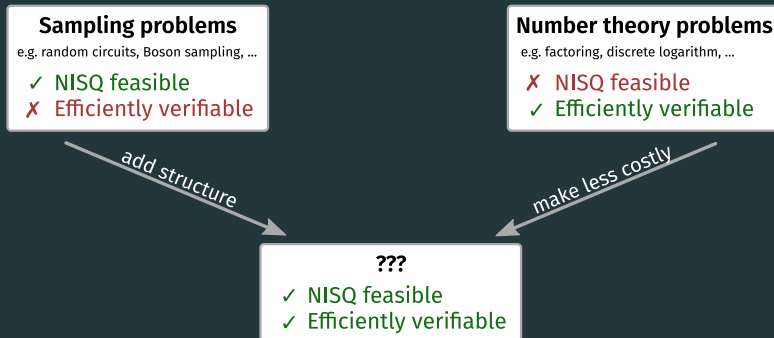 Sampling problems
e.g. random circuits, Boson sampling, ...
✓ NISQ feasible
✗ Efficiently verifiable
Number theory problems
e.g. factoring, discrete logarithm, ...
✗ NISQ feasible
✓ Efficiently verifiable
add structure
make less costly
???
✓ NISQ feasible
✓ Efficiently verifiable